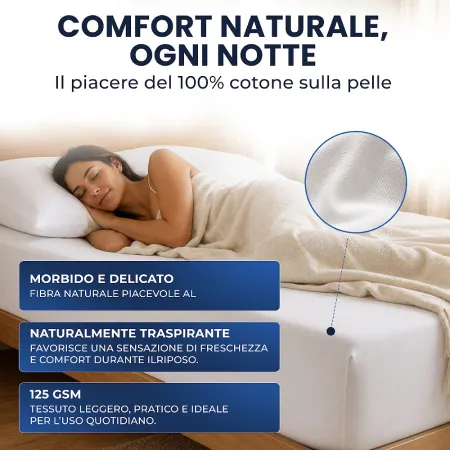 COMFORT NATURALE,
OGNI NOTTE
Il piacere del 100% cotone sulla pelle
MORBIDO E DELICATO
FIBRA NATURALE PIACEVOLE AL
NATURALMENTE TRASPIRANTE
FAVORISCE UNA SENSAZIONE DI FRESCHEZZA
E COMFORT DURANTE ILRIPOSO.
125 GSM
TESSUTO LEGGERO, PRATICO E IDEALE
PER L'USO QUOTIDIANO.